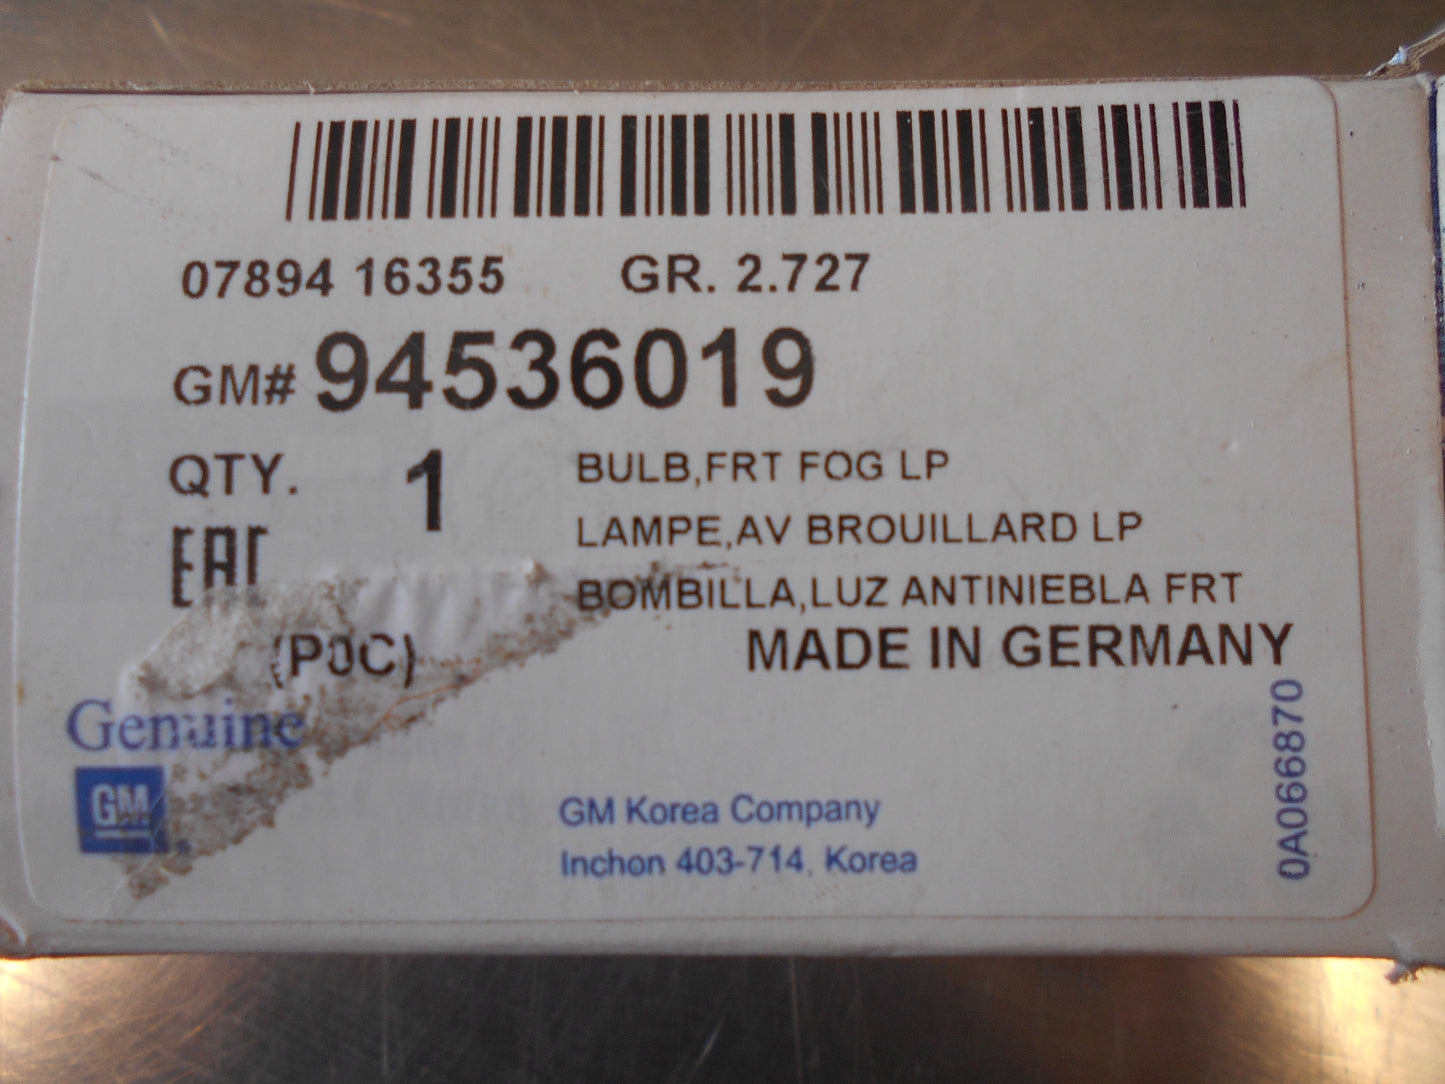 07894 16355 GR. 2.727
GM# 94536019
QTY. 1 BULB,FRT FOG LP
LAMPE,AV BROUILLARD LP
EAC
BOMBILLA,LUZ ANTINIEBLA FRT
(P0C) MADE IN GERMANY
Genuine
GM
GM Korea Company
Inchon 403-714, Korea
0A066870